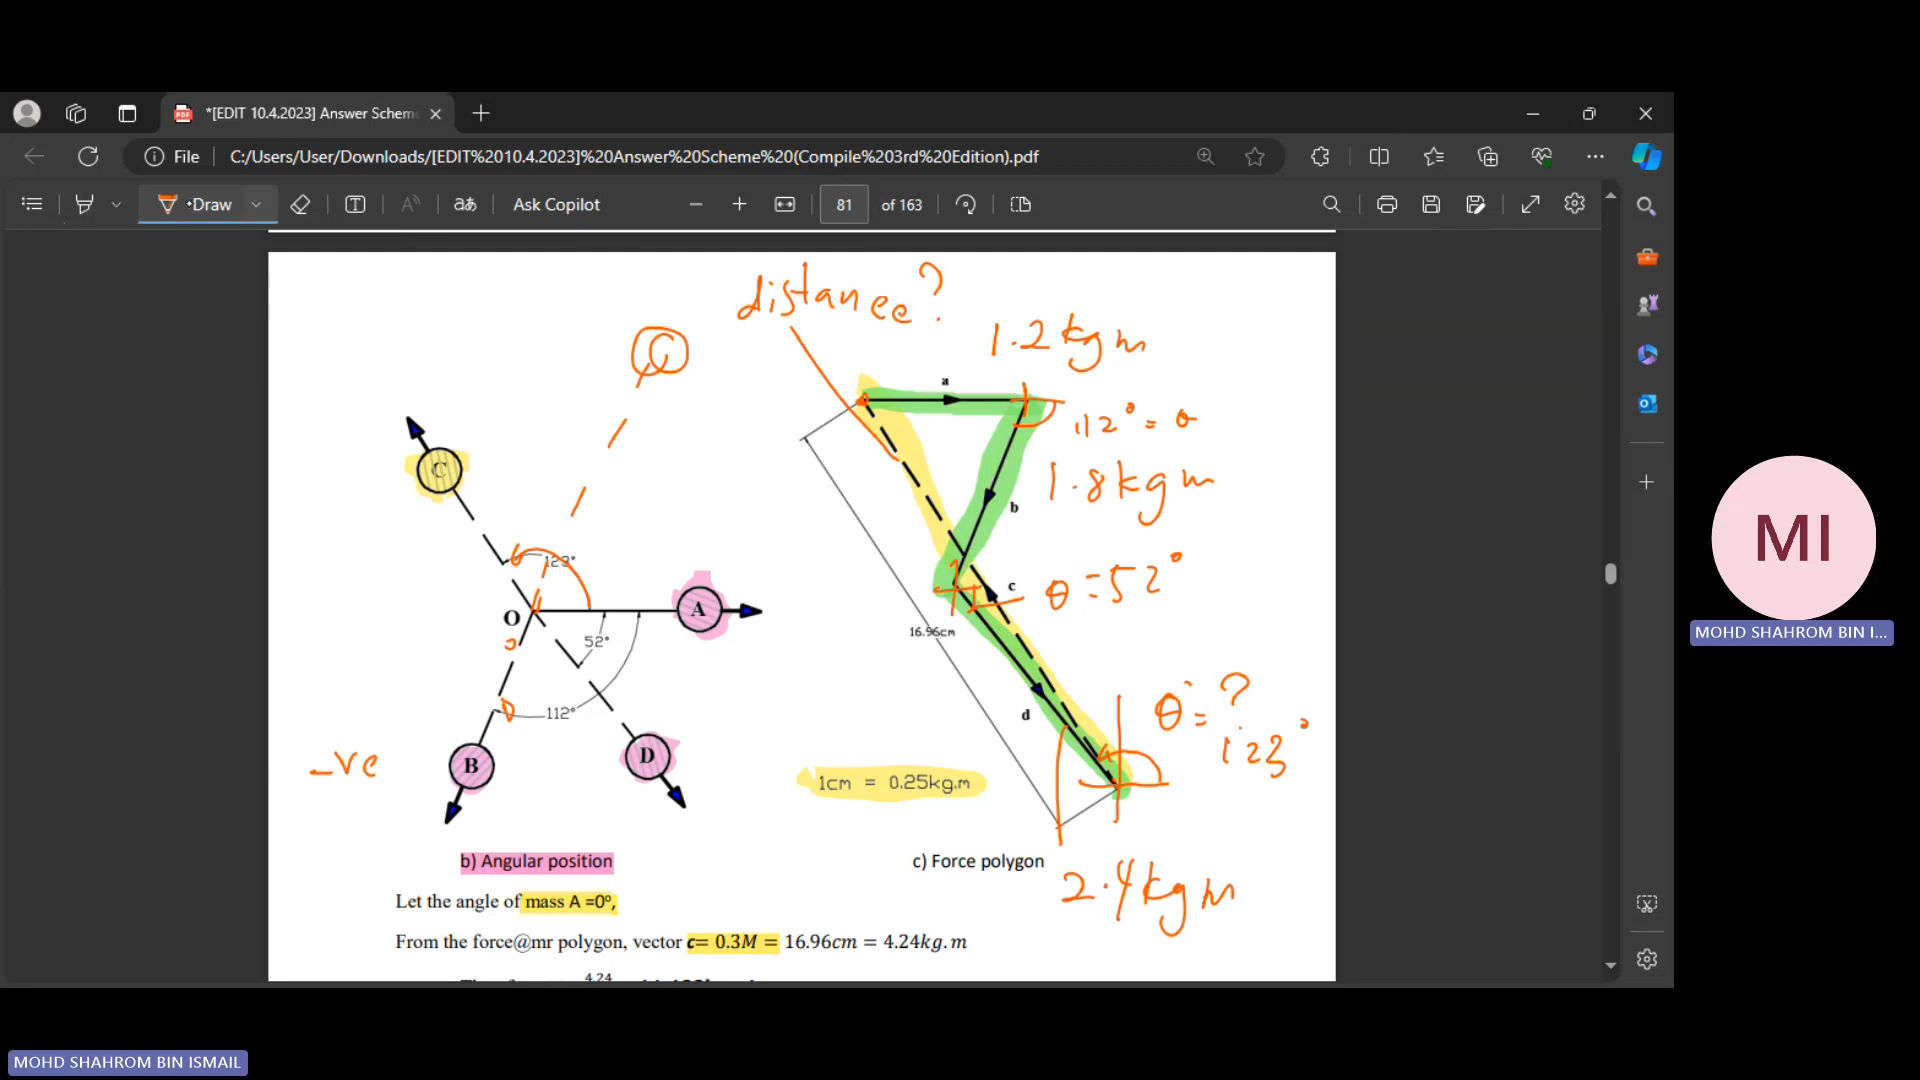 *[EDIT 10.4.2023] Answer Schem
File
C:/Users/User/Downloads/[EDIT%2010.4.2023]%20Answer%20Scheme%20(Compile%203rd%20Edition).pdf
Draw
Ask Copilot
81
of 163
distance?
1.2 kg m
C
a
112° = θ
C
1.8 kg m
b
123°
c
θ = 52°
A
O
52°
16.96cm
112°
d
θ = ?
123°
-ve
B
D
1cm = 0.25kg.m
b) Angular position
c) Force polygon
2.4 kg m
Let the angle of mass A =0°,
From the force@mr polygon, vector c= 0.3M = 16.96cm = 4.24kg.m
4.24
MI
MOHD SHAHROM BIN I...
MOHD SHAHROM BIN ISMAIL